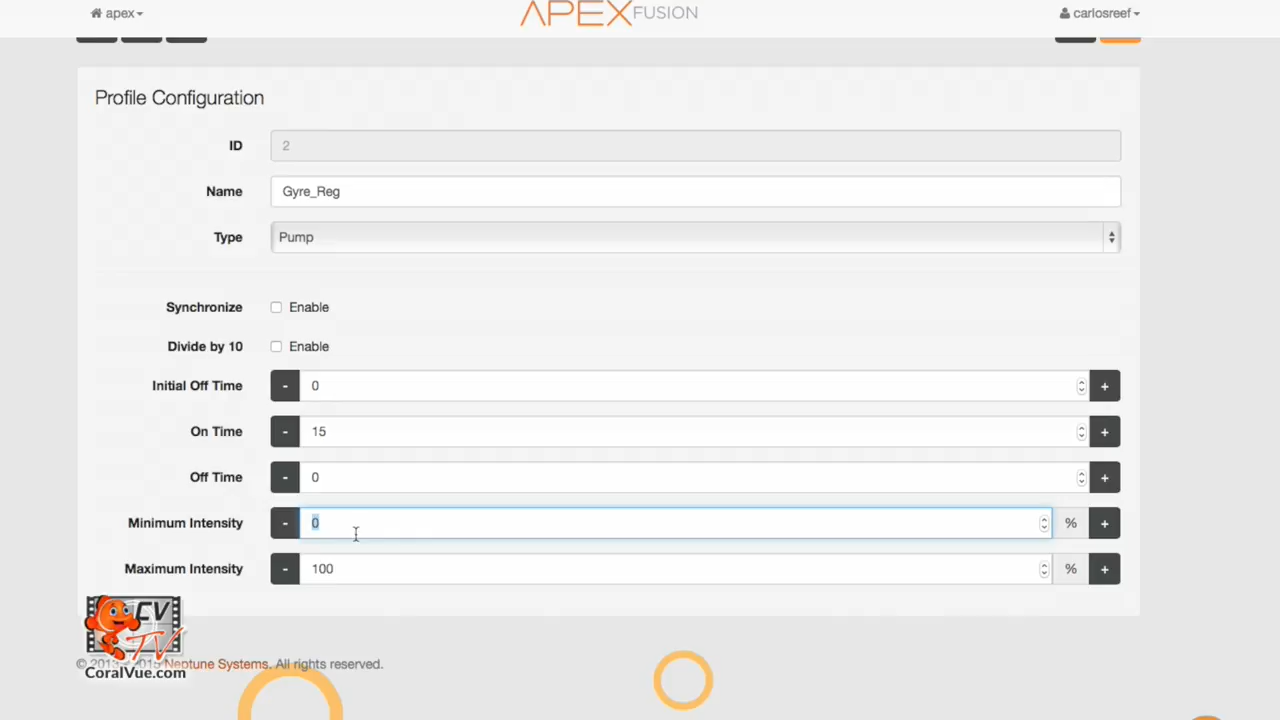 apex
APEX FUSION
carlosreef
Profile Configuration
ID 2
Name Gyre_Reg
Type Pump
Synchronize Enable
Divide by 10 Enable
Initial Off Time - 0 +
On Time - 15 +
Off Time - 0 +
Minimum Intensity - 0 % +
Maximum Intensity - 100 % +
CV
TV
© Neptune Systems. All rights reserved.
CoralVue.com